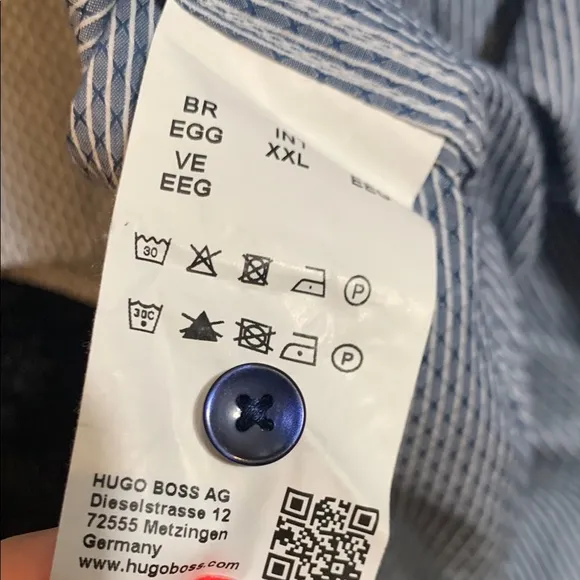 BR
EGG
VE
EEG
INT
XXL
EEG
30
P
30C
P
HUGO BOSS AG
Dieselstrasse 12
72555 Metzingen
Germany
www.hugoboss.com